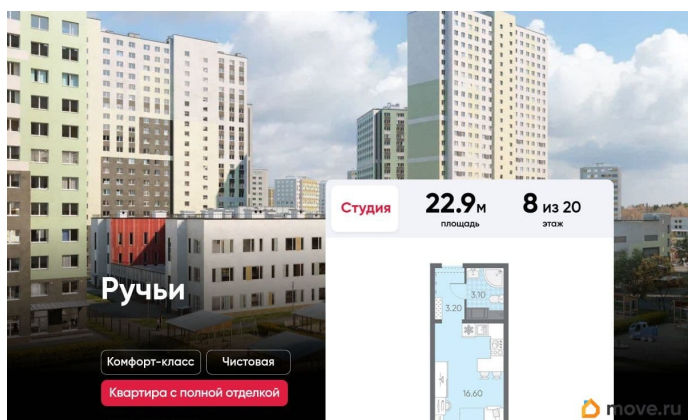 Студия
22.9 м
площадь
8 из 20
этаж
Ручьи
3.10
3.20
16.60
Комфорт-класс
Чистовая
Квартира с полной отделкой
move.ru